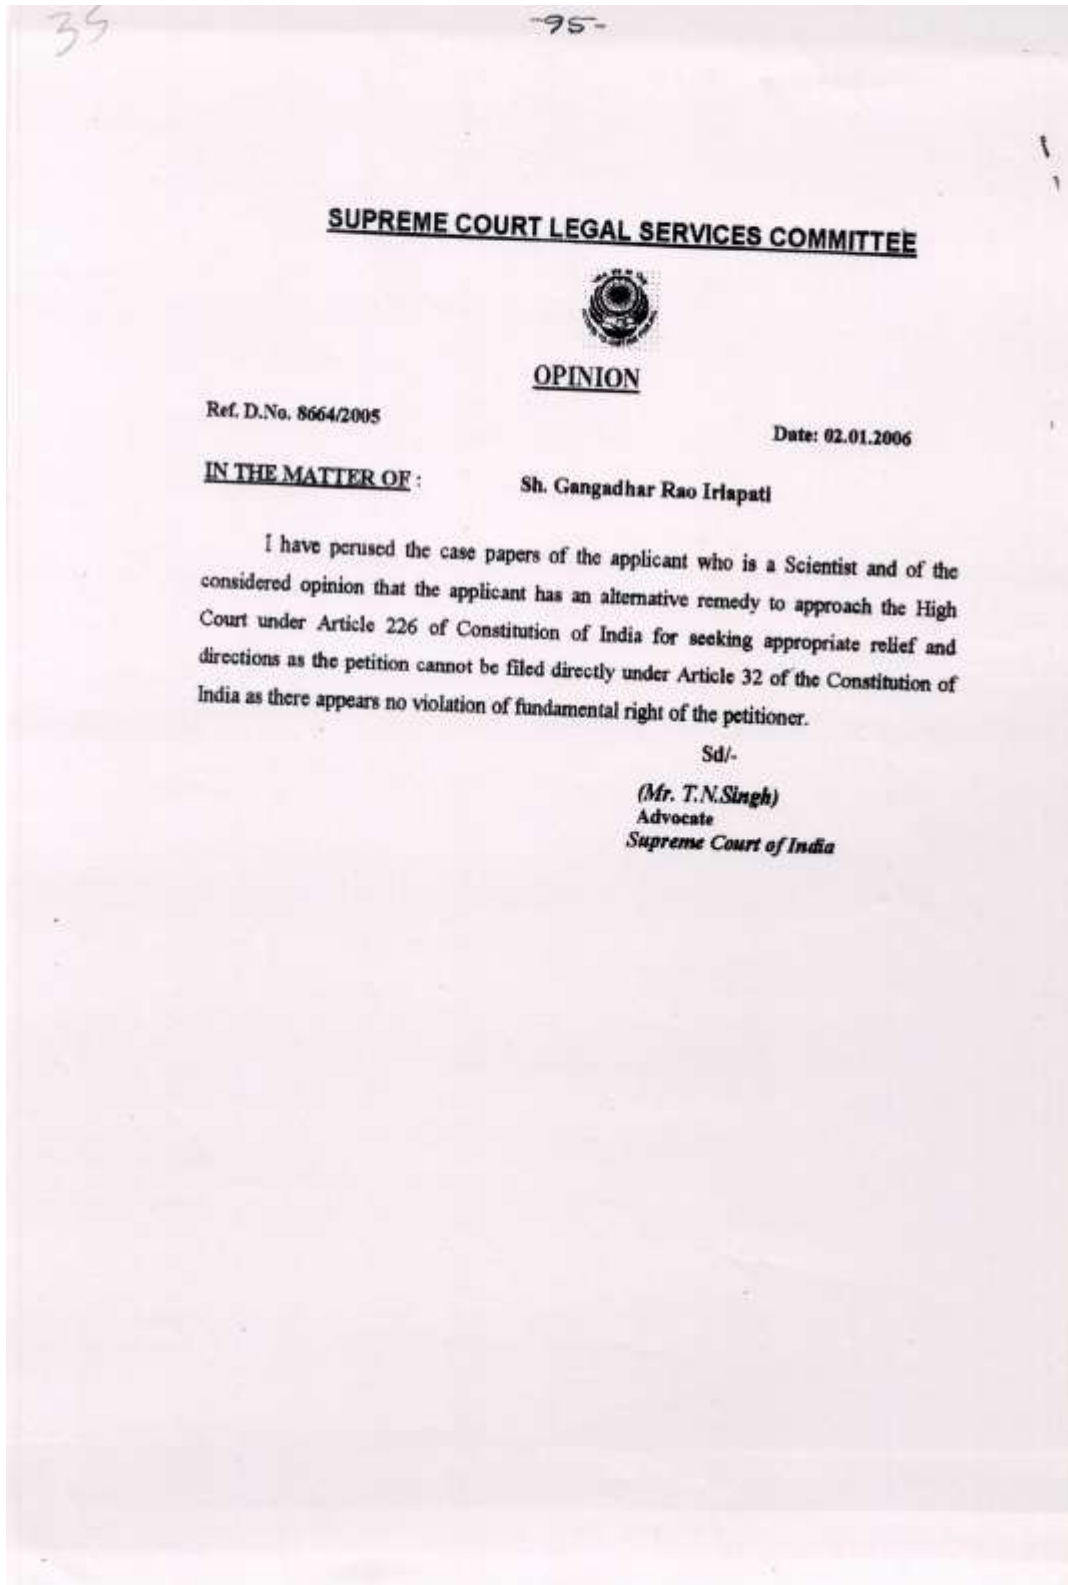 35
-95-
SUPREME COURT LEGAL SERVICES COMMITTEE
OPINION
Ref. D.No. 8664/2005
Date: 02.01.2006
IN THE MATTER OF :
Sh. Gangadhar Rao Irlapati
I have perused the case papers of the applicant who is a Scientist and of the
considered opinion that the applicant has an alternative remedy to approach the High
Court under Article 226 of Constitution of India for seeking appropriate relief and
directions as the petition cannot be filed directly under Article 32 of the Constitution of
India as there appears no violation of fundamental right of the petitioner.
Sd/-
(Mr. T.N.Singh)
Advocate
Supreme Court of India